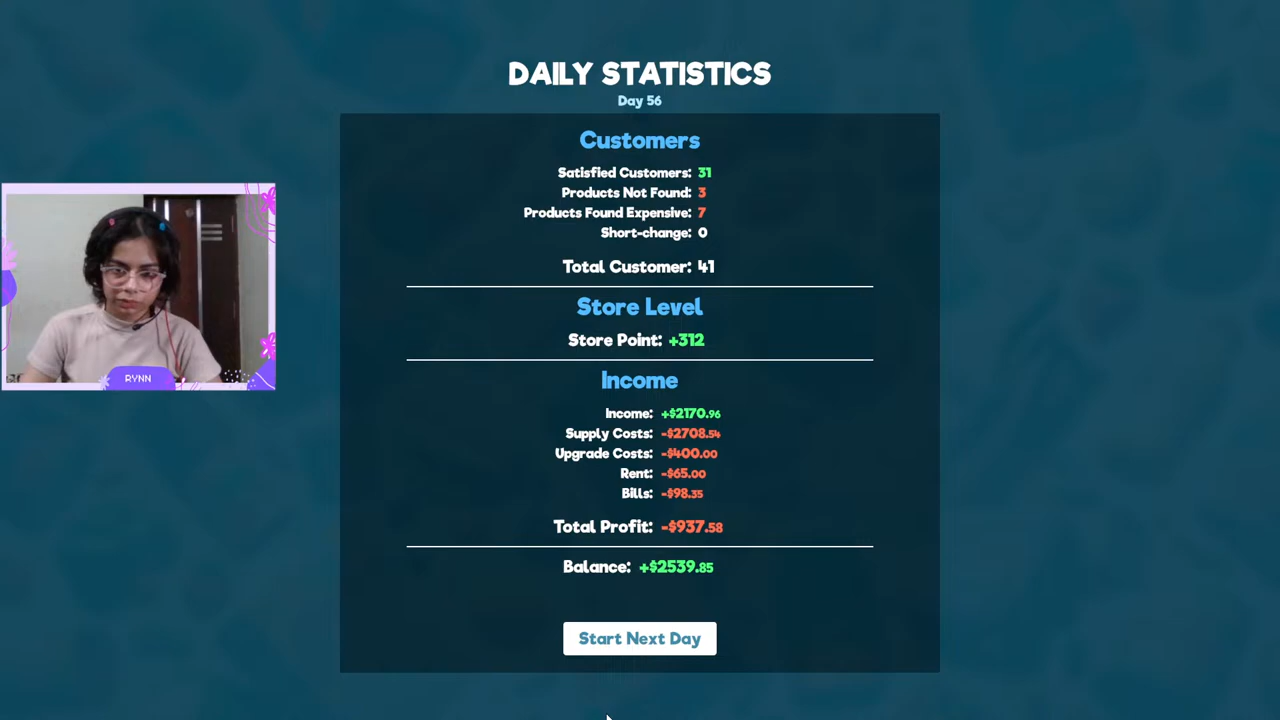 DAILY STATISTICS
Day 56
Customers
Satisfied Customers: 31
Products Not Found: 3
Products Found Expensive: 7
Short-change: 0
Total Customer: 41
Store Level
Store Point: +312
Income
Income: +$2170.96
Supply Costs: -$2708.54
Upgrade Costs: -$400.00
Rent: -$65.00
Bills: -$98.35
Total Profit: -$937.58
Balance: +$2539.85
Start Next Day
RYNN